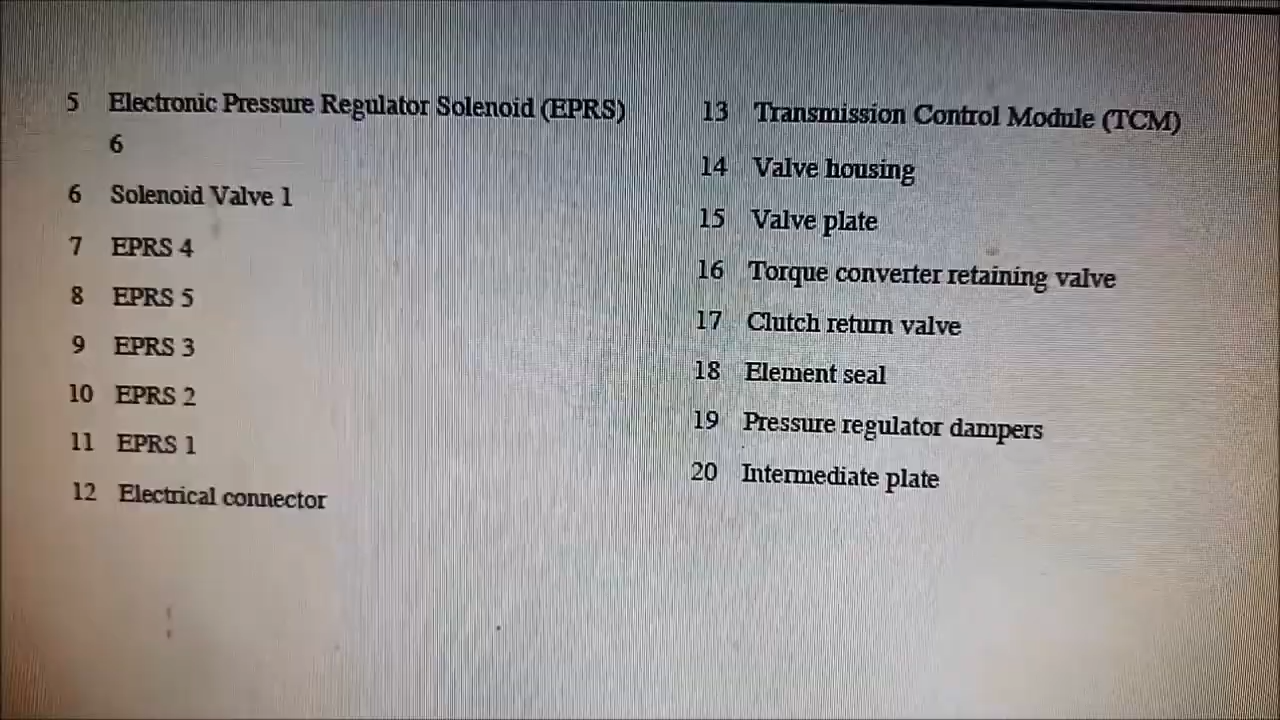 5 Electronic Pressure Regulator Solenoid (EPRS)
6
6 Solenoid Valve 1
7 EPRS 4
8 EPRS 5
9 EPRS 3
10 EPRS 2
11 EPRS 1
12 Electrical connector
13 Transmission Control Module (TCM)
14 Valve housing
15 Valve plate
16 Torque converter retaining valve
17 Clutch return valve
18 Element seal
19 Pressure regulator dampers
20 Intermediate plate